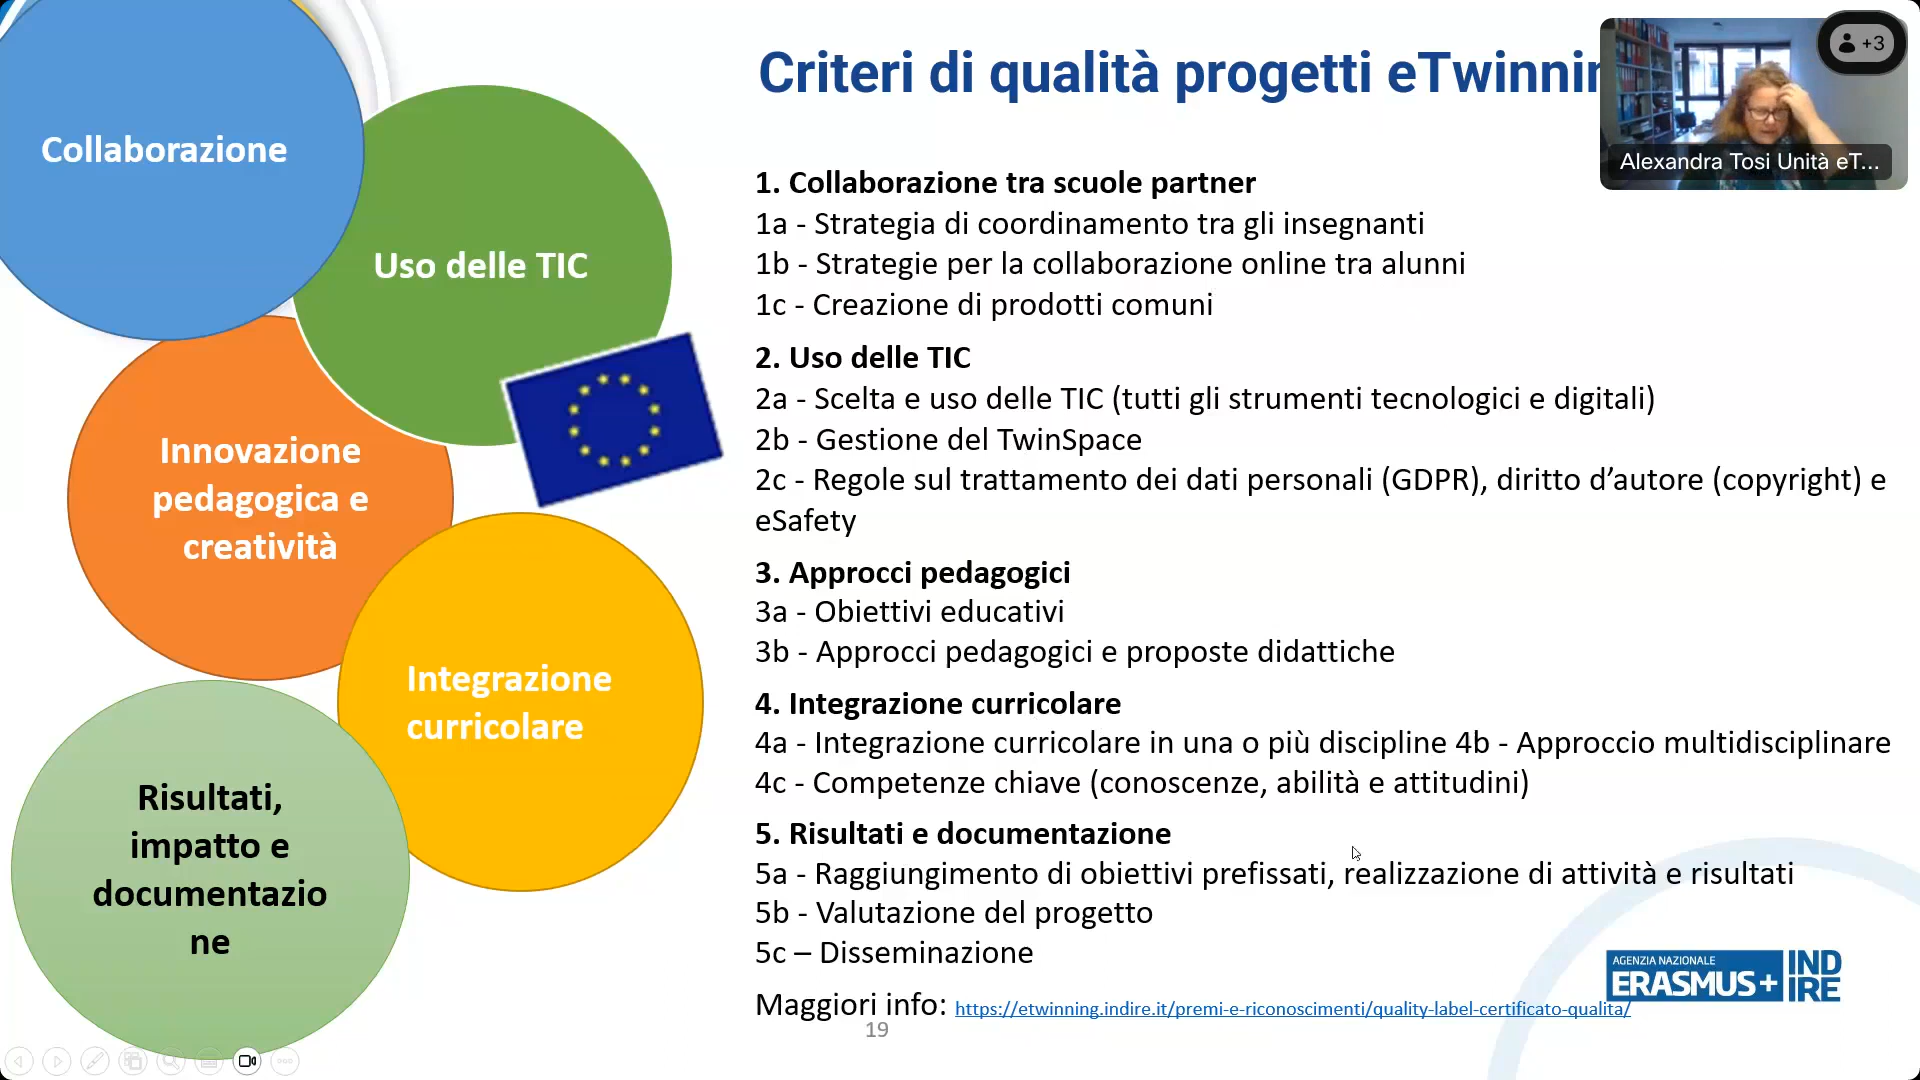 Criteri di qualità progetti eTwinnin
+3
Alexandra Tosi Unità eT...
Collaborazione
Uso delle TIC
Innovazione
pedagogica e
creatività
Integrazione
curricolare
Risultati,
impatto e
documentazio
ne
1. Collaborazione tra scuole partner
1a - Strategia di coordinamento tra gli insegnanti
1b - Strategie per la collaborazione online tra alunni
1c - Creazione di prodotti comuni
2. Uso delle TIC
2a - Scelta e uso delle TIC (tutti gli strumenti tecnologici e digitali)
2b - Gestione del TwinSpace
2c - Regole sul trattamento dei dati personali (GDPR), diritto d’autore (copyright) e
eSafety
3. Approcci pedagogici
3a - Obiettivi educativi
3b - Approcci pedagogici e proposte didattiche
4. Integrazione curricolare
4a - Integrazione curricolare in una o più discipline 4b - Approccio multidisciplinare
4c - Competenze chiave (conoscenze, abilità e attitudini)
5. Risultati e documentazione
5a - Raggiungimento di obiettivi prefissati, realizzazione di attività e risultati
5b - Valutazione del progetto
5c – Disseminazione
Maggiori info: https://etwinning.indire.it/premi-e-riconoscimenti/quality-label-certificato-qualita/
19
AGENZIA NAZIONALE
ERASMUS+
IND
IRE